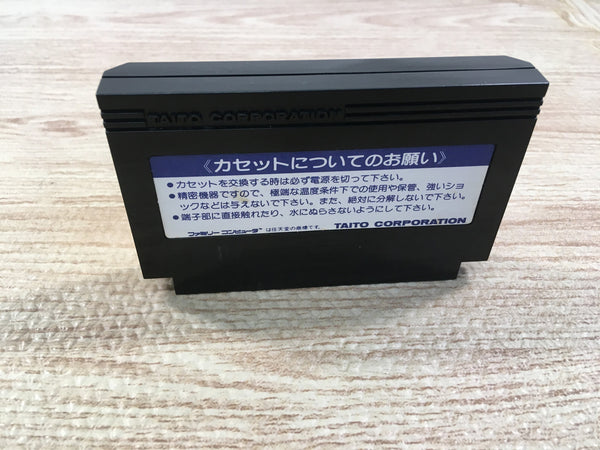 TAITO CORPORATION
《カセットについてのお願い》
●カセットを交換する時は必ず電源を切って下さい。
●精密機器ですので、極端な温度条件下での使用や保管、強いショ
ックなどは与えないで下さい。また、絶対に分解しないで下さい。
●端子部に直接触れたり、水にぬらさないようにして下さい。
ファミリーコンピュータは任天堂の商標です。 TAITO CORPORATION